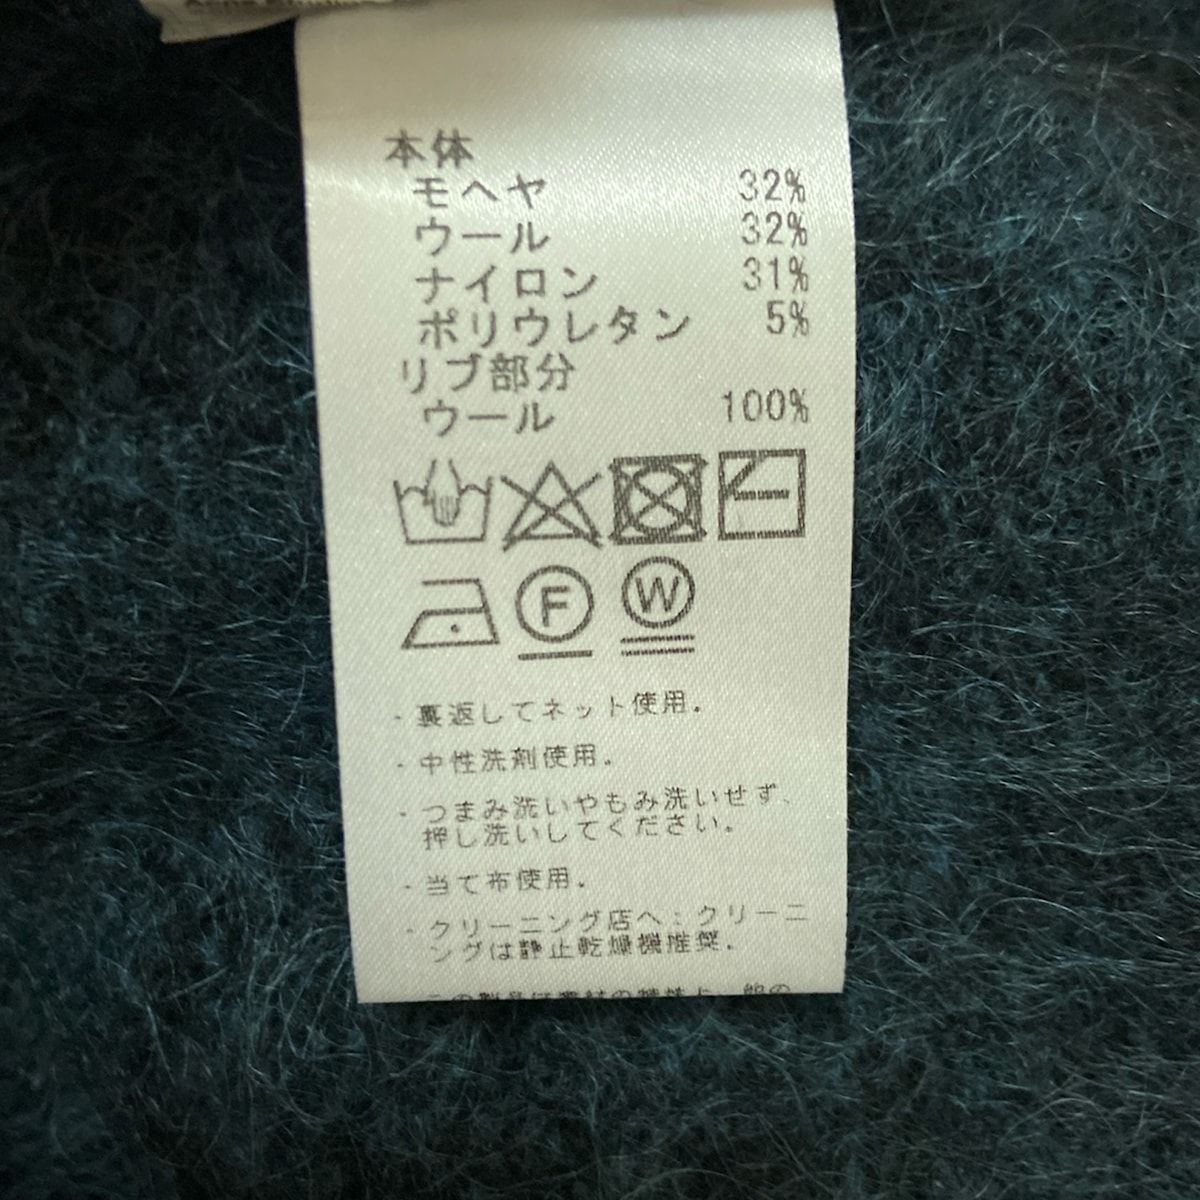 本体
モヘヤ 32%
ウール 32%
ナイロン 31%
ポリウレタン 5%
リブ部分
ウール 100%
F W
・裏返してネット使用。
・中性洗剤使用。
・つまみ洗いやもみ洗いせず、
押し洗いしてください。
・当て布使用。
・クリーニング店へ：クリーニ
ングは静止乾燥機推奨。